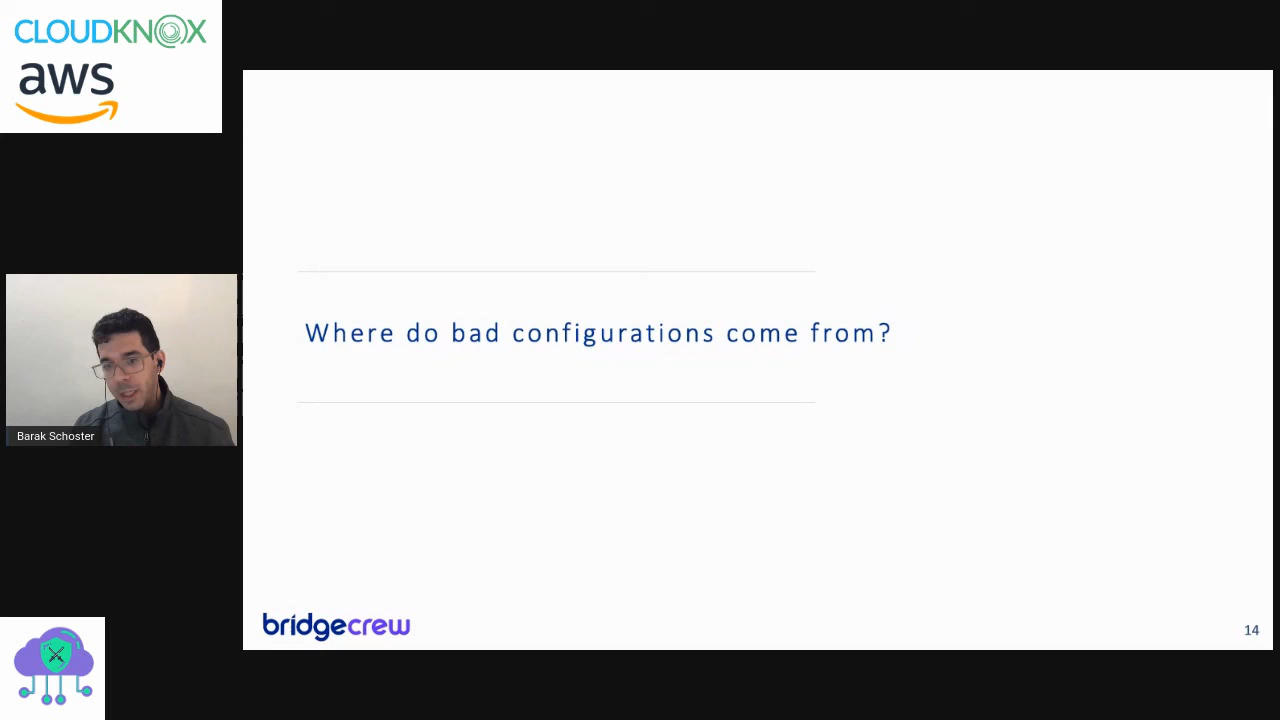 CLOUDKNOX
aws
Where do bad configurations come from?
Barak Schoster
bridgecrew
14